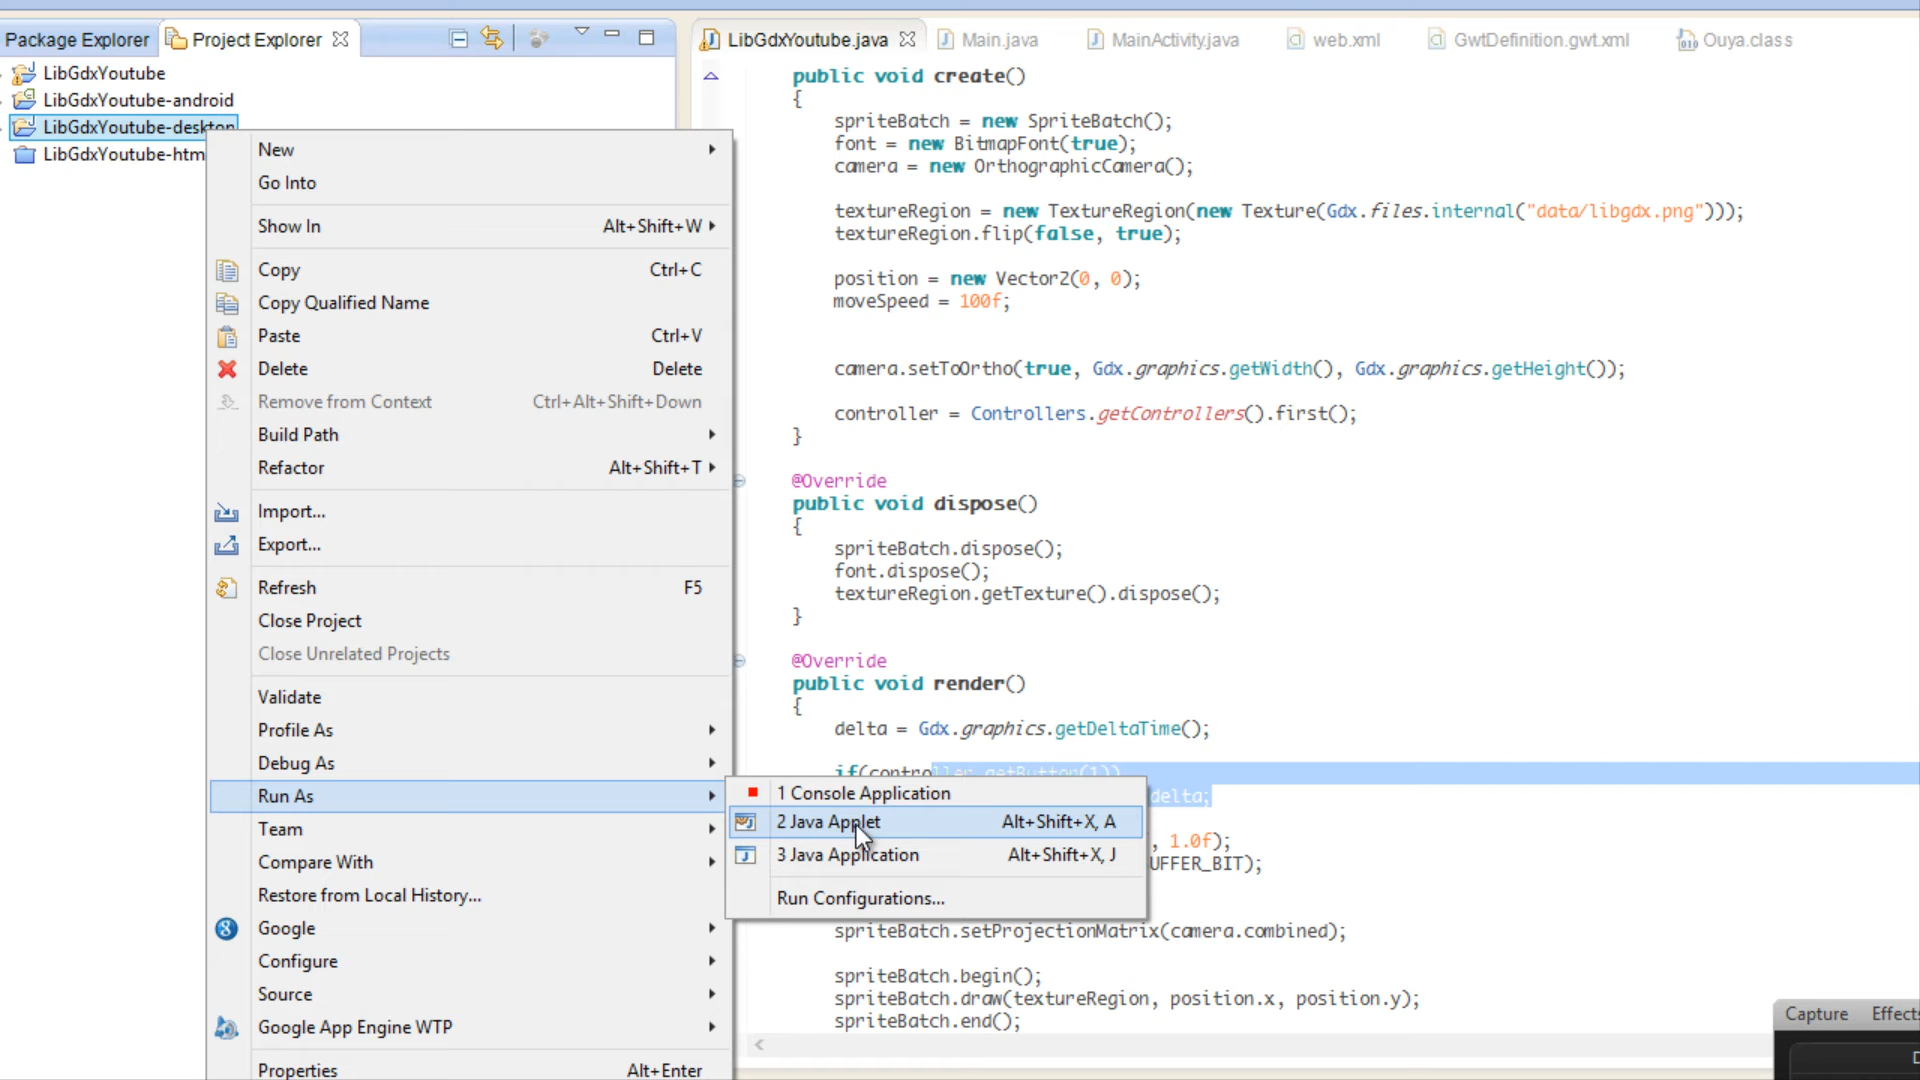 Package Explorer
Project Explorer
LibGdxYoutube
LibGdxYoutube-android
LibGdxYoutube-desktop
LibGdxYoutube-htm
New
Go Into
Show In Alt+Shift+W
Copy Ctrl+C
Copy Qualified Name
Paste Ctrl+V
Delete Delete
Remove from Context Ctrl+Alt+Shift+Down
Build Path
Refactor Alt+Shift+T
Import...
Export...
Refresh F5
Close Project
Close Unrelated Projects
Validate
Profile As
Debug As
Run As
Team
Compare With
Restore from Local History...
Google
Configure
Source
Google App Engine WTP
Properties Alt+Enter
1 Console Application
2 Java Applet Alt+Shift+X, A
3 Java Application Alt+Shift+X, J
Run Configurations...
LibGdxYoutube.java
Main.java
MainActivity.java
web.xml
GwtDefinition.gwt.xml
Ouya.class
public void create()
{
spriteBatch = new SpriteBatch();
font = new BitmapFont(true);
camera = new OrthographicCamera();
textureRegion = new TextureRegion(new Texture(Gdx.files.internal("data/libgdx.png")));
textureRegion.flip(false, true);
position = new Vector2(0, 0);
moveSpeed = 100f;
camera.setToOrtho(true, Gdx.graphics.getWidth(), Gdx.graphics.getHeight());
controller = Controllers.getControllers().first();
}
@Override
public void dispose()
{
spriteBatch.dispose();
font.dispose();
textureRegion.getTexture().dispose();
}
@Override
public void render()
{
delta = Gdx.graphics.getDeltaTime();
if(controller.getButton(1))
delta;
, 1.0f);
UFFER_BIT);
spriteBatch.setProjectionMatrix(camera.combined);
spriteBatch.begin();
spriteBatch.draw(textureRegion, position.x, position.y);
spriteBatch.end();
Capture Effects